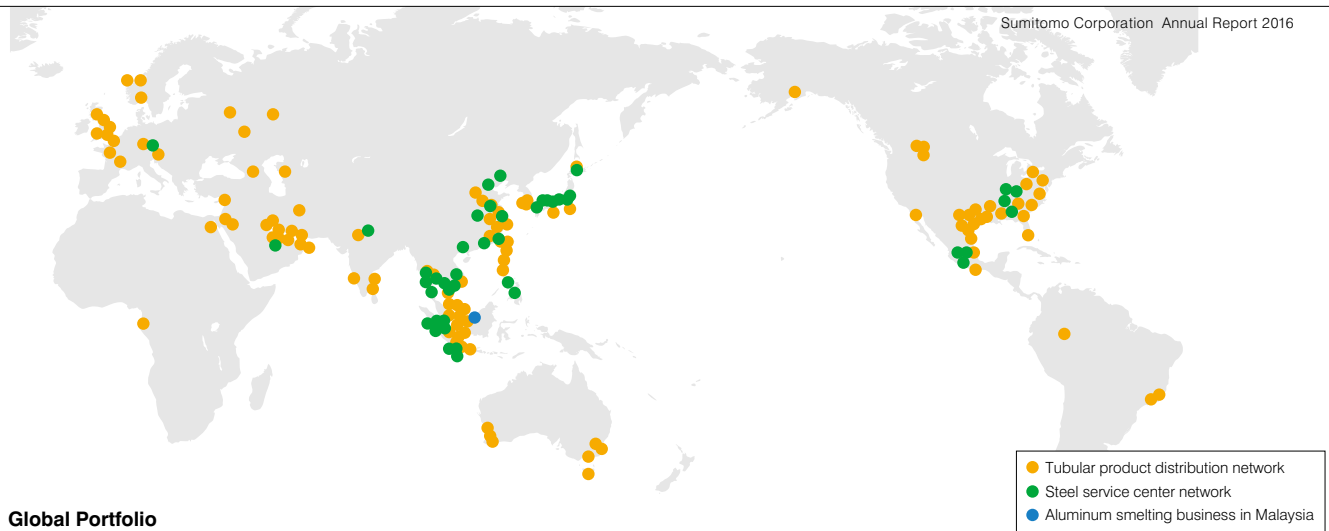 Sumitomo Corporation Annual Report 2016
Tubular product distribution network
Steel service center network
Aluminum smelting business in Malaysia
Global Portfolio